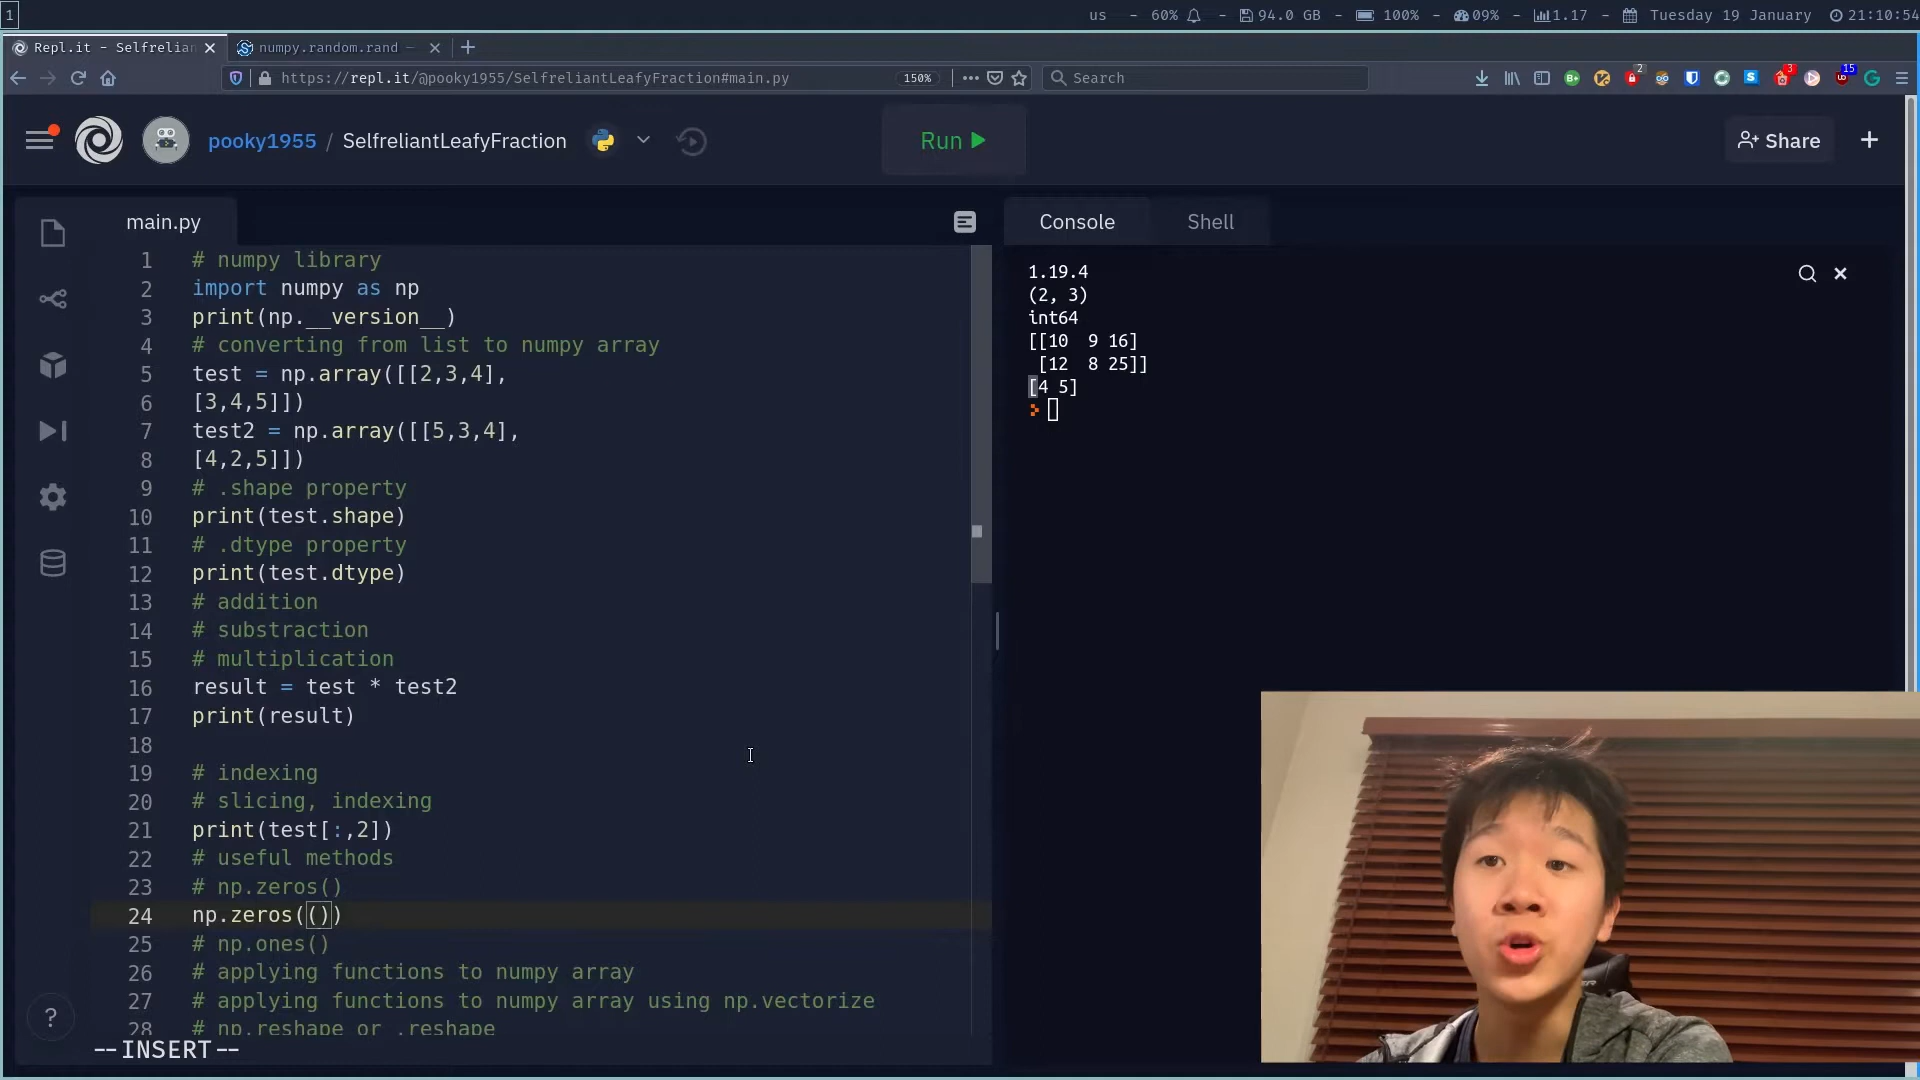 1
us - 60% - 94.0 GB - 100% - 09% - 1.17 - Tuesday 19 January 21:10:54
Repl.it - Selfrelian
numpy.random.rand —
https://repl.it/@pooky1955/SelfreliantLeafyFraction#main.py
150%
Search
2
3
15
pooky1955 / SelfreliantLeafyFraction
Run
Share
main.py
1 # numpy library
2 import numpy as np
3 print(np.__version__)
4 # converting from list to numpy array
5 test = np.array([[2,3,4],
6 [3,4,5]])
7 test2 = np.array([[5,3,4],
8 [4,2,5]])
9 # .shape property
10 print(test.shape)
11 # .dtype property
12 print(test.dtype)
13 # addition
14 # substraction
15 # multiplication
16 result = test * test2
17 print(result)
18
19 # indexing
20 # slicing, indexing
21 print(test[:,2])
22 # useful methods
23 # np.zeros()
24 np.zeros(())
25 # np.ones()
26 # applying functions to numpy array
27 # applying functions to numpy array using np.vectorize
28 # np.reshape or .reshape
--INSERT--
Console
Shell
1.19.4
(2, 3)
int64
[[10  9 16]
 [12  8 25]]
[4 5]